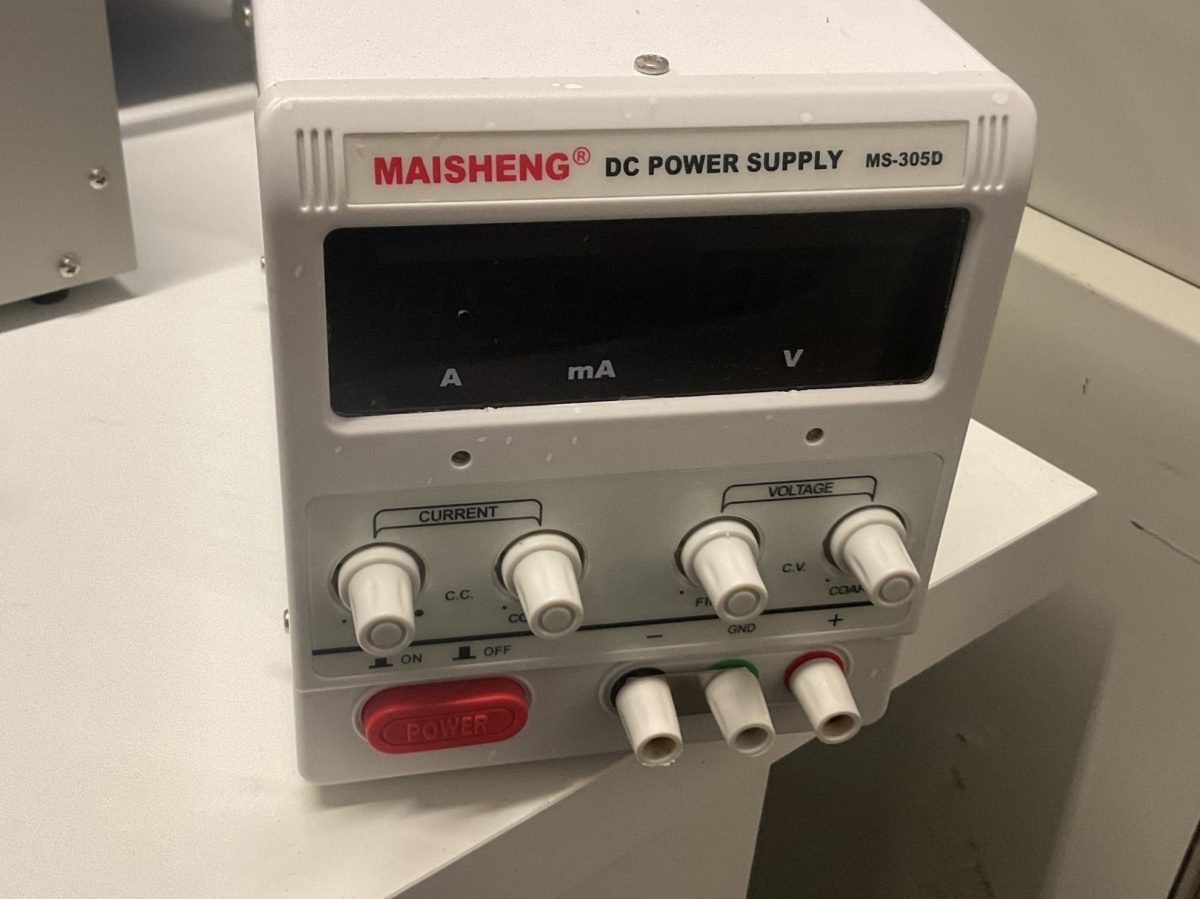 MAISHENG® DC POWER SUPPLY MS-305D
A mA V
CURRENT
VOLTAGE
C.C.
C.V.
ON OFF
− GND +
POWER